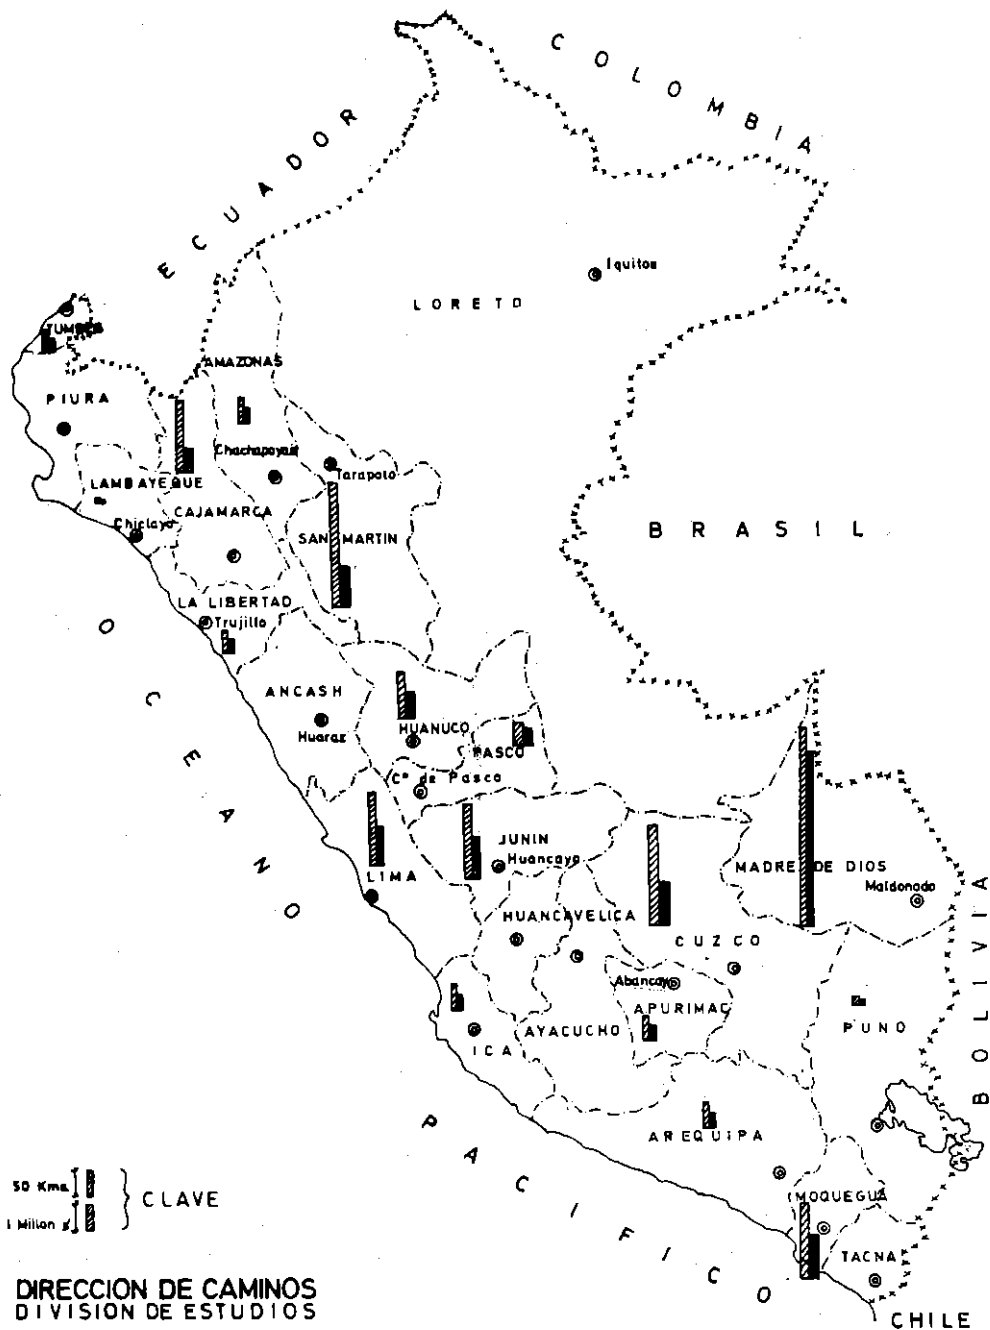 COLOMBIA
ECUADOR
Iquitos
LORETO
TUMBES
AMAZONAS
PIURA
Chachapoyas
Tarapoto
LAMBAYEQUE
CAJAMARCA
Chiclayo
SAN MARTIN
BRASIL
LA LIBERTAD
Trujillo
OCEANO
ANCASH
Huaraz
HUANUCO
PASCO
Cº de Pasco
JUNIN
Huancayo
LIMA
MADRE DE DIOS
Maldonado
HUANCAVELICA
CUZCO
Abancay
APURIMAC
AYACUCHO
ICA
PUNO
BOLIVIA
AREQUIPA
PACIFICO
MOQUEGUA
TACNA
CHILE
50 Kms.
1 Millon $
CLAVE
DIRECCION DE CAMINOS
DIVISION DE ESTUDIOS